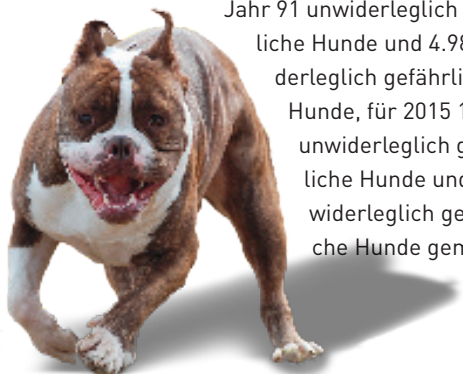 Jahr 91 unwiderleglich
liche Hunde und 4.98
derleglich gefährli
Hunde, für 2015 1
unwiderleglich g
liche Hunde und
widerleglich ge
che Hunde gen